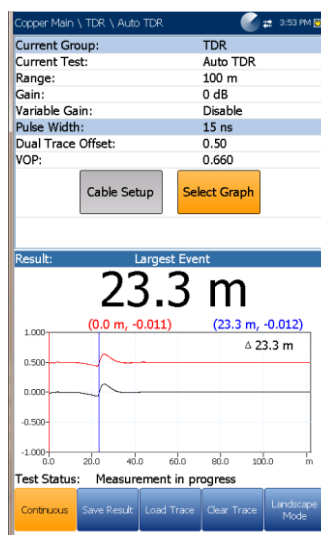 Copper Main \ TDR \ Auto TDR 3:53 PM
Current Group: TDR
Current Test: Auto TDR
Range: 100 m
Gain: 0 dB
Variable Gain: Disable
Pulse Width: 15 ns
Dual Trace Offset: 0.50
VOP: 0.660
Cable Setup Select Graph
Result: Largest Event
23.3 m
(0.0 m, -0.011) (23.3 m, -0.012)
Δ 23.3 m
1.000
0.500
0.000
-0.500
-1.000
0.0 20.0 40.0 60.0 80.0 100.0 m
Test Status: Measurement in progress
Continuous Save Result Load Trace Clear Trace Landscape Mode